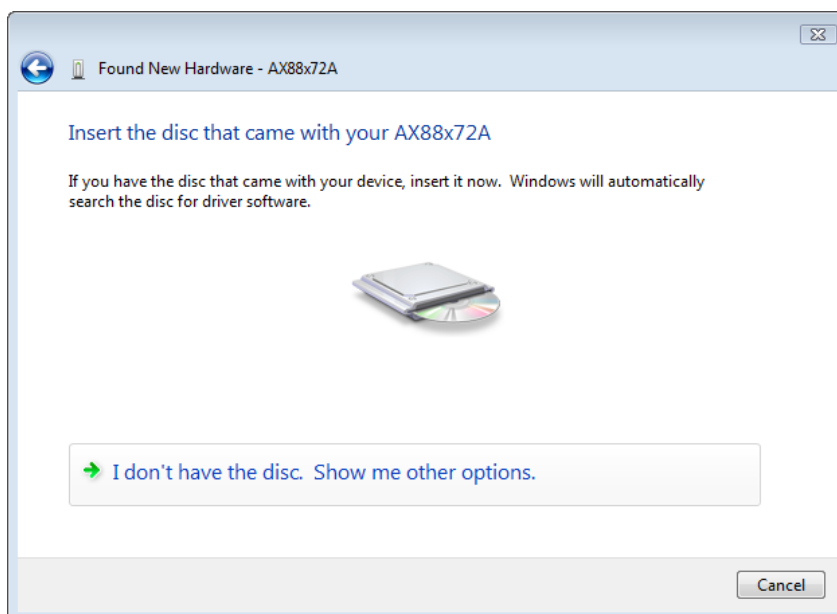 Found New Hardware - AX88x72A
Insert the disc that came with your AX88x72A
If you have the disc that came with your device, insert it now.  Windows will automatically
search the disc for driver software.
I don't have the disc.  Show me other options.
Cancel